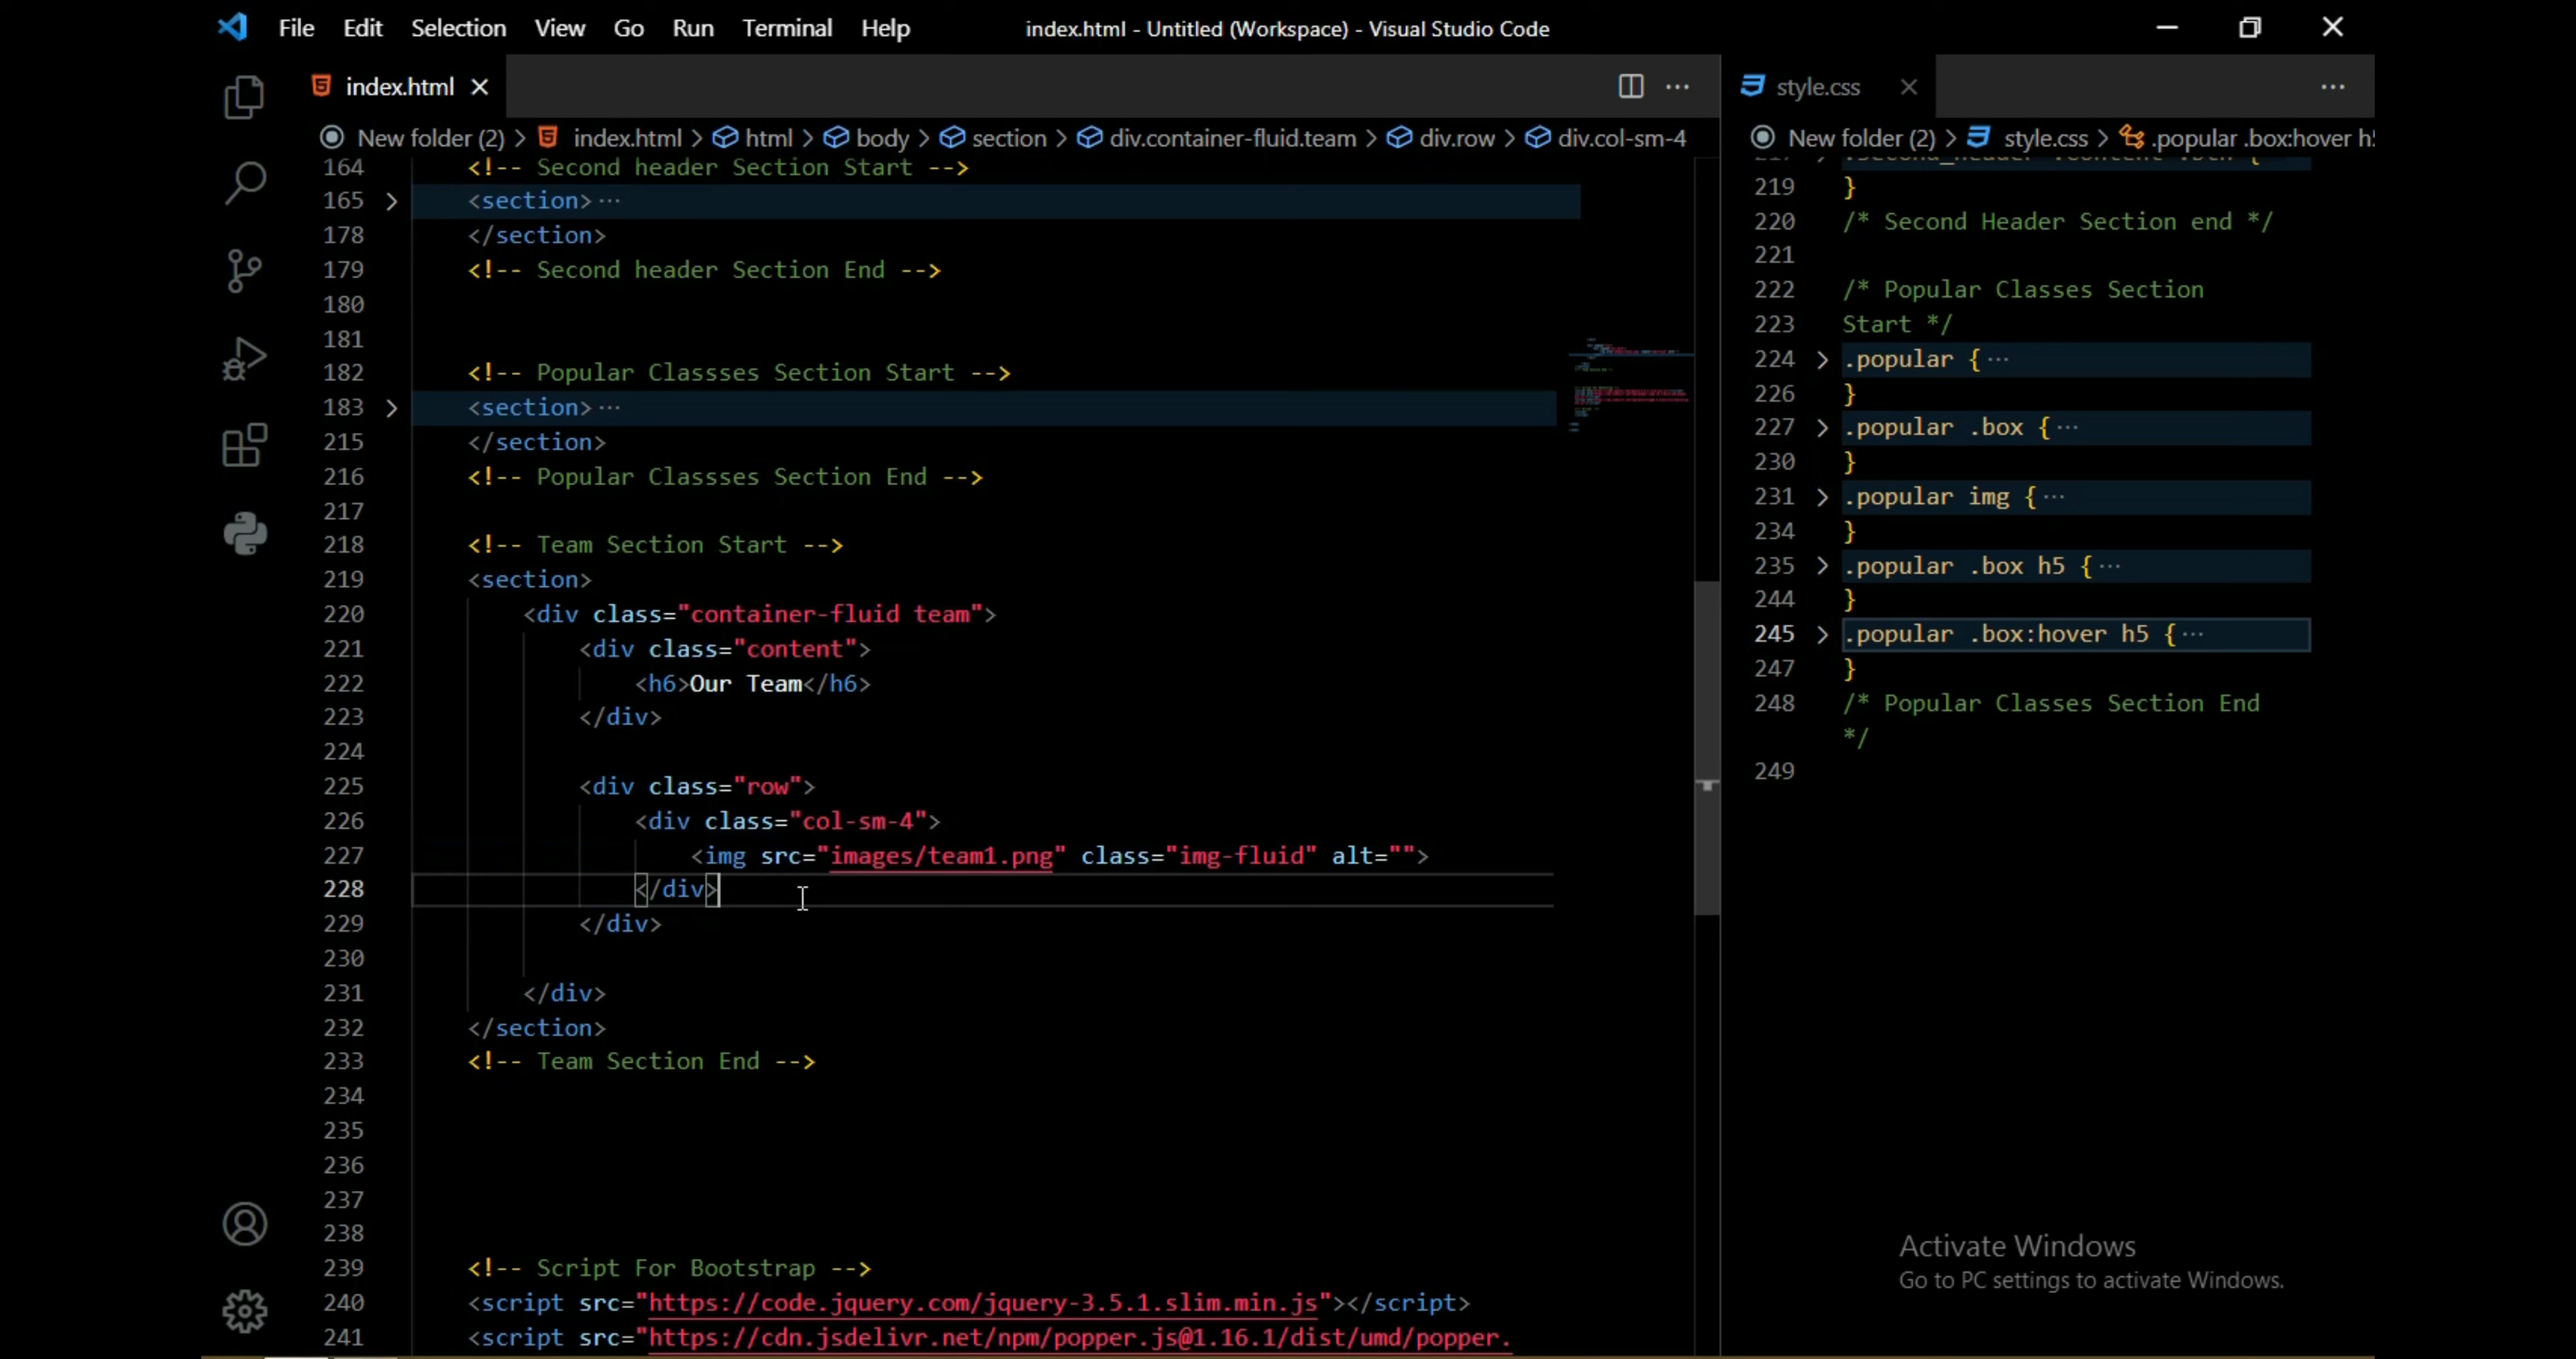 File Edit Selection View Go Run Terminal Help index.html - Untitled (Workspace) - Visual Studio Code
index.html
New folder (2) > index.html > html > body > section > div.container-fluid.team > div.row > div.col-sm-4
164 <!-- Second header Section Start -->
165 <section>···
178 </section>
179 <!-- Second header Section End -->
180
181
182 <!-- Popular Classses Section Start -->
183 <section>···
215 </section>
216 <!-- Popular Classses Section End -->
217
218 <!-- Team Section Start -->
219 <section>
220 <div class="container-fluid team">
221 <div class="content">
222 <h6>Our Team</h6>
223 </div>
224
225 <div class="row">
226 <div class="col-sm-4">
227 <img src="images/team1.png" class="img-fluid" alt="">
228 </div>
229 </div>
230
231 </div>
232 </section>
233 <!-- Team Section End -->
234
235
236
237
238
239 <!-- Script For Bootstrap -->
240 <script src="https://code.jquery.com/jquery-3.5.1.slim.min.js"></script>
241 <script src="https://cdn.jsdelivr.net/npm/popper.js@1.16.1/dist/umd/popper.
style.css
New folder (2) > style.css > .popular .box:hover h
219 }
220 /* Second Header Section end */
221
222 /* Popular Classes Section
223 Start */
224 .popular {···
226 }
227 .popular .box {···
230 }
231 .popular img {···
234 }
235 .popular .box h5 {···
244 }
245 .popular .box:hover h5 {···
247 }
248 /* Popular Classes Section End
*/
249
Activate Windows
Go to PC settings to activate Windows.